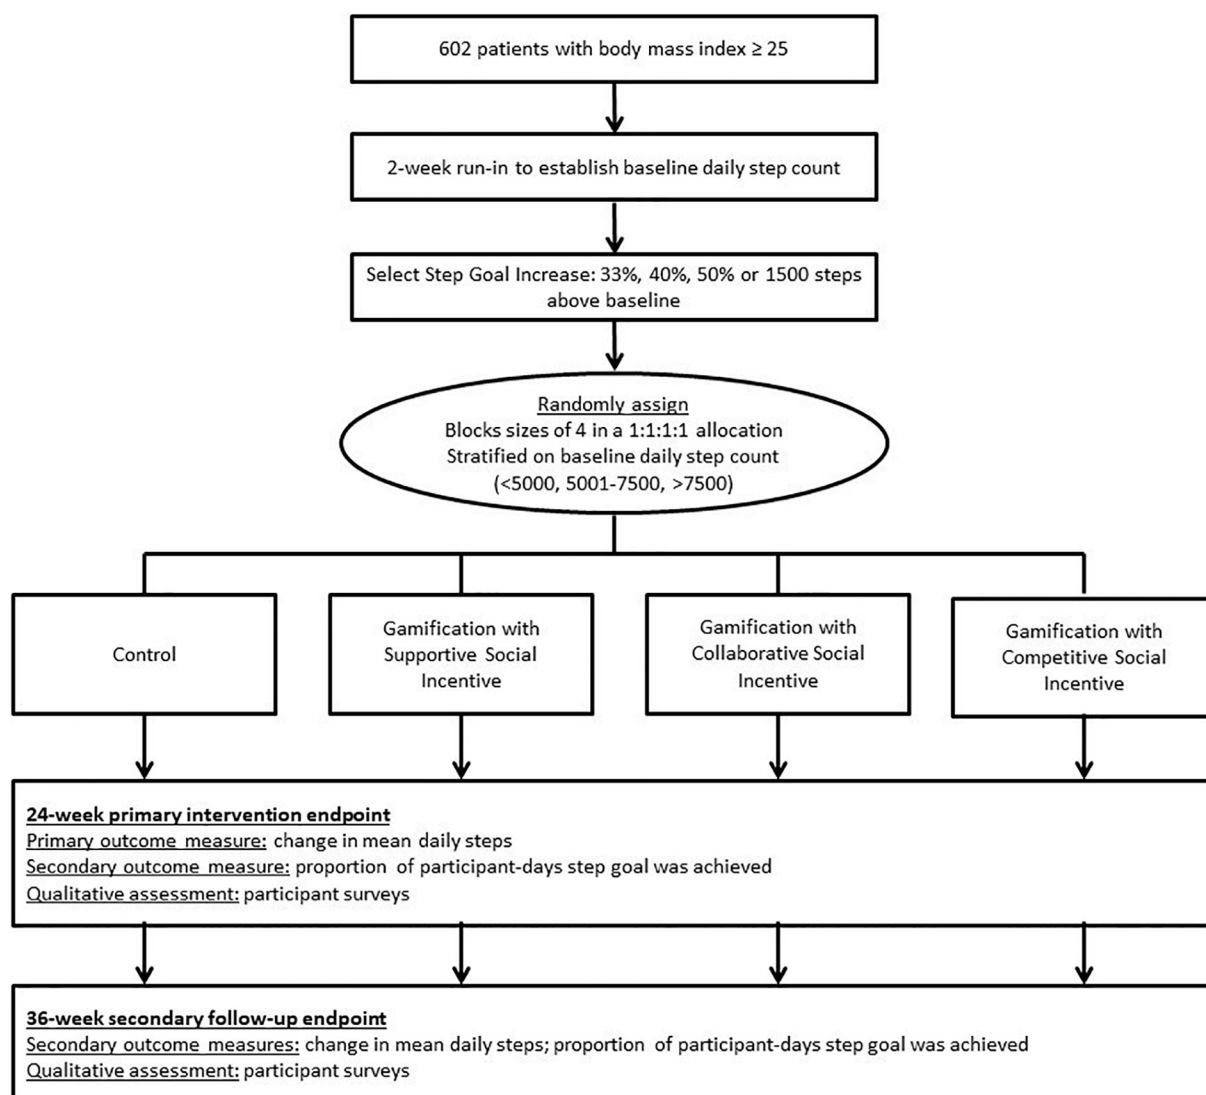 602 patients with body mass index ≥ 25
2-week run-in to establish baseline daily step count
Select Step Goal Increase: 33%, 40%, 50% or 1500 steps
above baseline
Randomly assign
Blocks sizes of 4 in a 1:1:1:1 allocation
Stratified on baseline daily step count
(<5000, 5001-7500, >7500)
Control
Gamification with
Supportive Social
Incentive
Gamification with
Collaborative Social
Incentive
Gamification with
Competitive Social
Incentive
24-week primary intervention endpoint
Primary outcome measure: change in mean daily steps
Secondary outcome measure: proportion of participant-days step goal was achieved
Qualitative assessment: participant surveys
36-week secondary follow-up endpoint
Secondary outcome measures: change in mean daily steps; proportion of participant-days step goal was achieved
Qualitative assessment: participant surveys